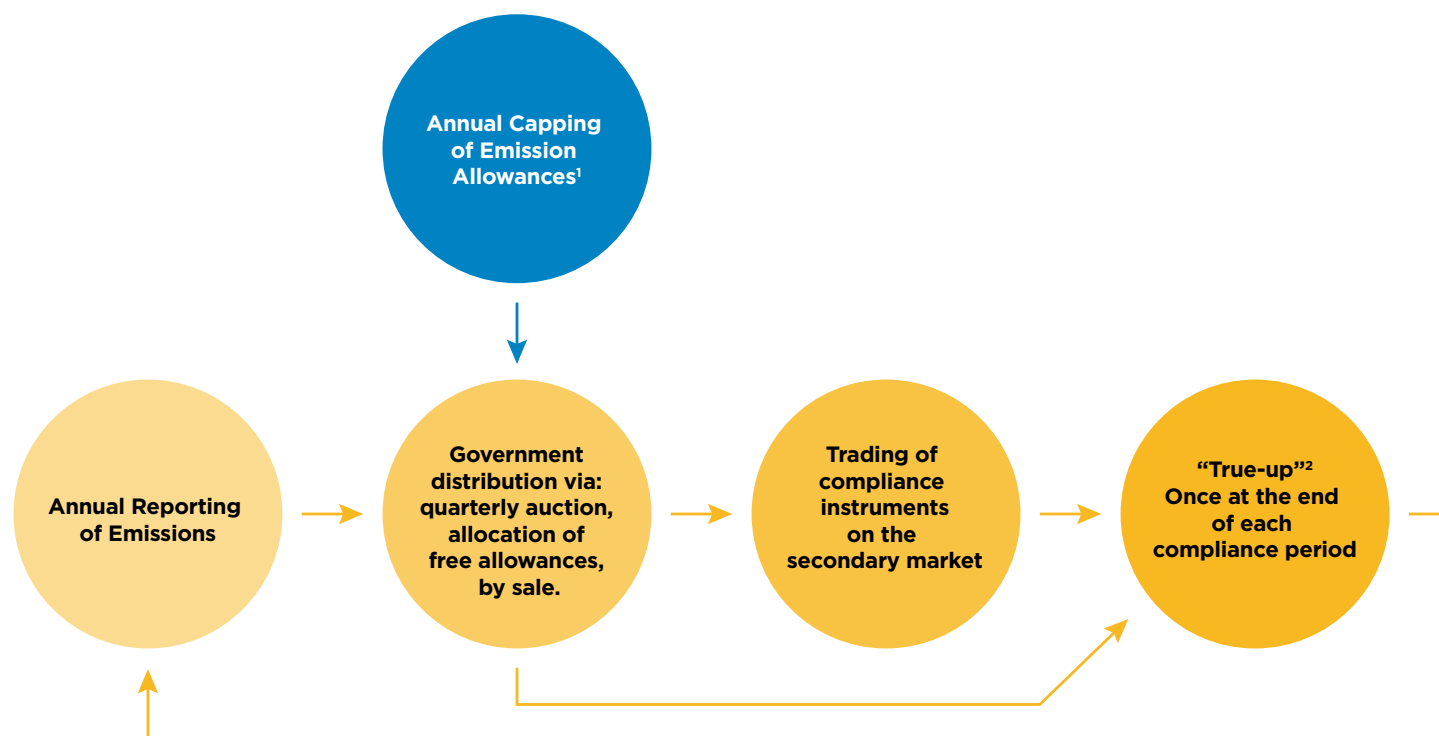 Annual Capping
of Emission
Allowances¹
Annual Reporting
of Emissions
Government
distribution via:
quarterly auction,
allocation of
free allowances,
by sale.
Trading of
compliance
instruments
on the
secondary market
“True-up”²
Once at the end
of each
compliance period